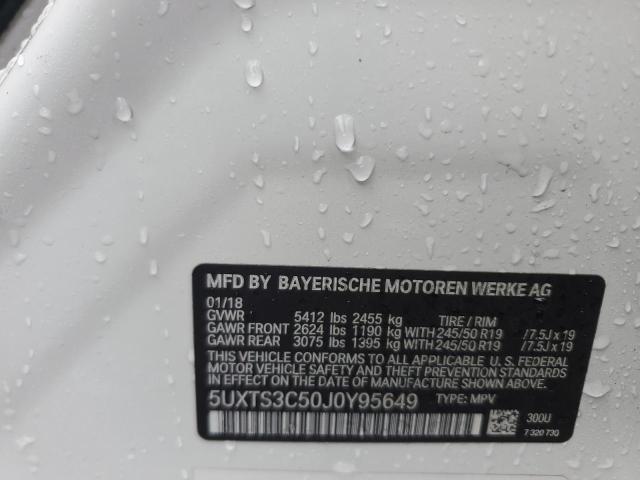 MFD BY BAYERISCHE MOTOREN WERKE AG
01/18
GVWR 5412 lbs 2455 kg TIRE / RIM
GAWR FRONT 2624 lbs 1190 kg WITH 245/50 R19 /7.5J x 19
GAWR REAR 3075 lbs 1395 kg WITH 245/50 R19 /7.5J x 19
THIS VEHICLE CONFORMS TO ALL APPLICABLE U. S. FEDERAL
MOTOR VEHICLE SAFETY, BUMPER, AND THEFT PREVENTION
STANDARDS IN EFFECT ON THE DATE OF MANUFACTURE SHOWN ABOVE.
5UXTS3C50J0Y95649 TYPE: MPV
300U
7 320 730